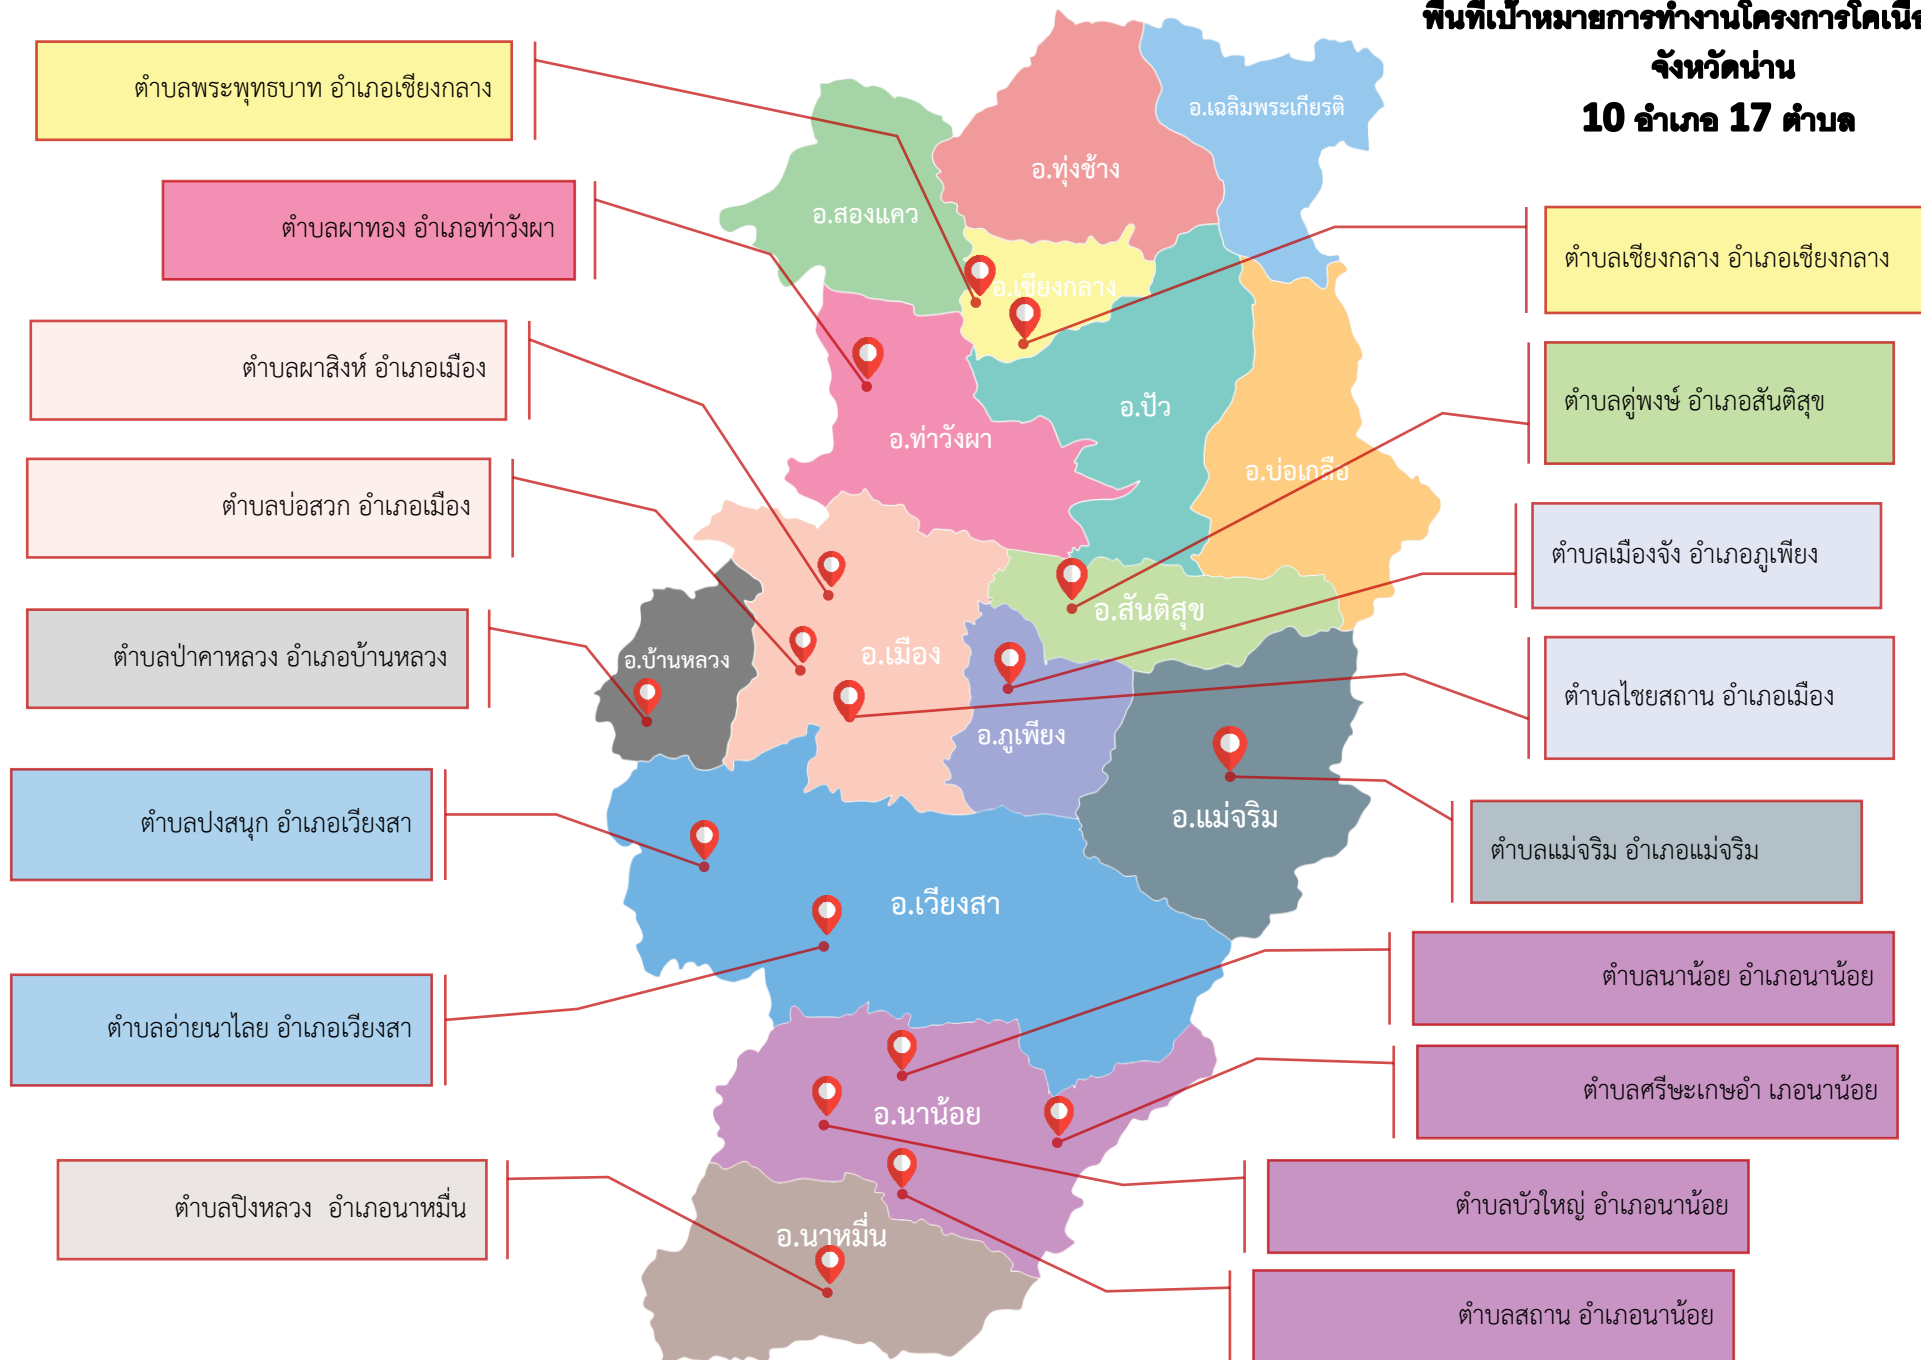 พื้นที่เป้าหมายการทำงานโครงการโคเนื้อ
จังหวัดน่าน
10 อำเภอ 17 ตำบล
ตำบลพระพุทธบาท อำเภอเชียงกลาง
ตำบลผาทอง อำเภอท่าวังผา
ตำบลผาสิงห์ อำเภอเมือง
ตำบลบ่อสวก อำเภอเมือง
ตำบลป่าคาหลวง อำเภอบ้านหลวง
ตำบลปงสนุก อำเภอเวียงสา
ตำบลอ่ายนาไลย อำเภอเวียงสา
ตำบลปิงหลวง อำเภอนาหมื่น
อ.เฉลิมพระเกียรติ
อ.ทุ่งช้าง
อ.สองแคว
อ.เชียงกลาง
อ.ปัว
อ.ท่าวังผา
อ.บ่อเกลือ
อ.สันติสุข
อ.เมือง
อ.บ้านหลวง
อ.ภูเพียง
อ.แม่จริม
อ.เวียงสา
อ.นาน้อย
อ.นาหมื่น
ตำบลเชียงกลาง อำเภอเชียงกลาง
ตำบลดู่พงษ์ อำเภอสันติสุข
ตำบลเมืองจัง อำเภอภูเพียง
ตำบลไชยสถาน อำเภอเมือง
ตำบลแม่จริม อำเภอแม่จริม
ตำบลนาน้อย อำเภอนาน้อย
ตำบลศรีษะเกษอำ เภอนาน้อย
ตำบลบัวใหญ่ อำเภอนาน้อย
ตำบลสถาน อำเภอนาน้อย